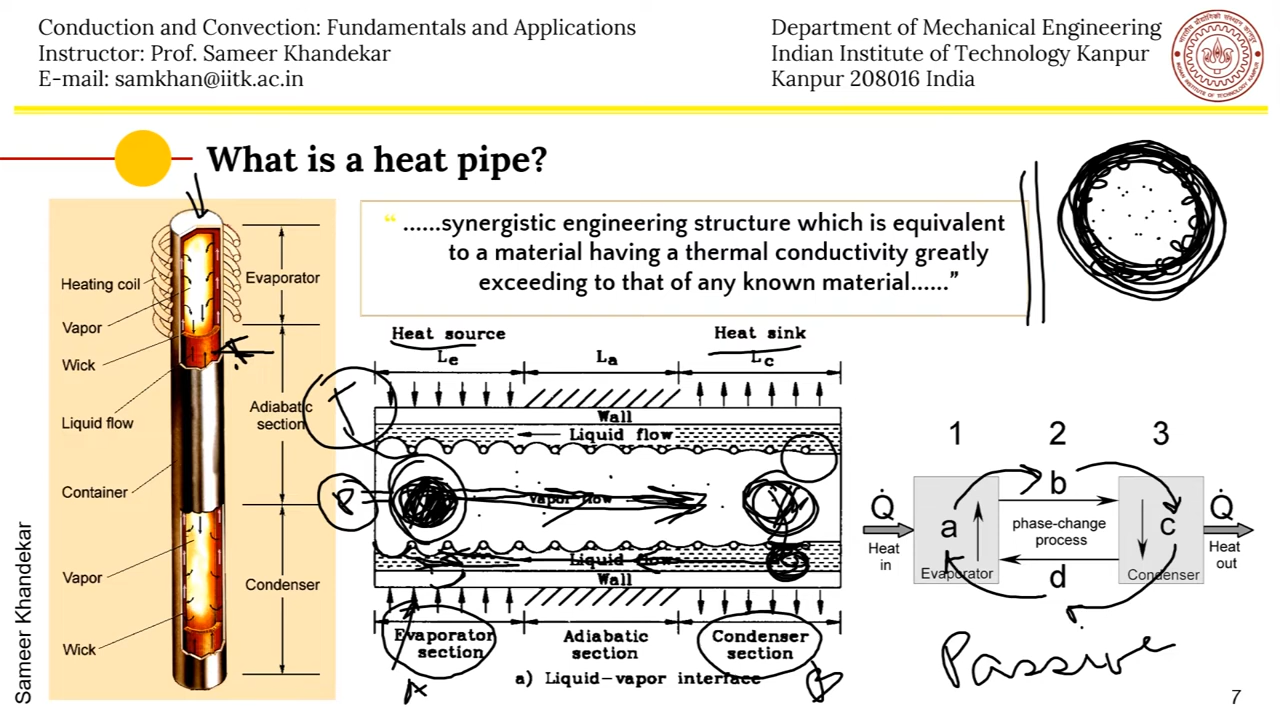 Conduction and Convection: Fundamentals and Applications
Instructor: Prof. Sameer Khandekar
E-mail: samkhan@iitk.ac.in
Department of Mechanical Engineering
Indian Institute of Technology Kanpur
Kanpur 208016 India
What is a heat pipe?
“ ......synergistic engineering structure which is equivalent
to a material having a thermal conductivity greatly
exceeding to that of any known material......”
Heating coil
Vapor
Wick
Liquid flow
Container
Vapor
Wick
Evaporator
Adiabatic
section
Condenser
Heat source
Heat sink
Le
La
Lc
Wall
Liquid flow
Vapor flow
Liquid flow
Wall
Evaporator
section
Adiabatic
section
Condenser
section
a) Liquid-vapor interface
A
B
1
2
3
Q̇
Heat
in
a
Evaporator
b
phase-change
process
d
c
Condenser
Q̇
Heat
out
Passive
Sameer Khandekar
7